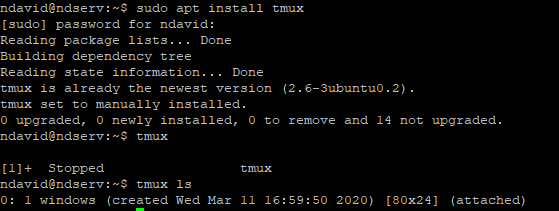 ndavid@ndserv:~$ sudo apt install tmux
[sudo] password for ndavid:
Reading package lists... Done
Building dependency tree
Reading state information... Done
tmux is already the newest version (2.6-3ubuntu0.2).
tmux set to manually installed.
0 upgraded, 0 newly installed, 0 to remove and 14 not upgraded.
ndavid@ndserv:~$ tmux
[1]+  Stopped                 tmux
ndavid@ndserv:~$ tmux ls
0: 1 windows (created Wed Mar 11 16:59:50 2020) [80x24] (attached)